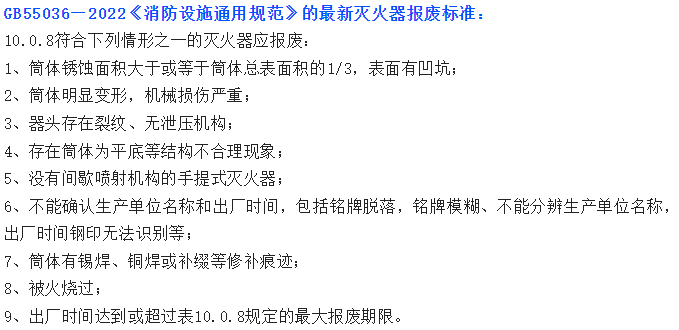 GB55036—2022《消防设施通用规范》的最新灭火器报废标准：
10.0.8符合下列情形之一的灭火器应报废：
1、筒体锈蚀面积大于或等于筒体总表面积的1/3，表面有凹坑；
2、筒体明显变形，机械损伤严重；
3、器头存在裂纹、无泄压机构；
4、存在筒体为平底等结构不合理现象；
5、没有间歇喷射机构的手提式灭火器；
6、不能确认生产单位名称和出厂时间，包括铭牌脱落，铭牌模糊、不能分辨生产单位名称，
出厂时间钢印无法识别等；
7、筒体有锡焊、铜焊或补缀等修补痕迹；
8、被火烧过；
9、出厂时间达到或超过表10.0.8规定的最大报废期限。